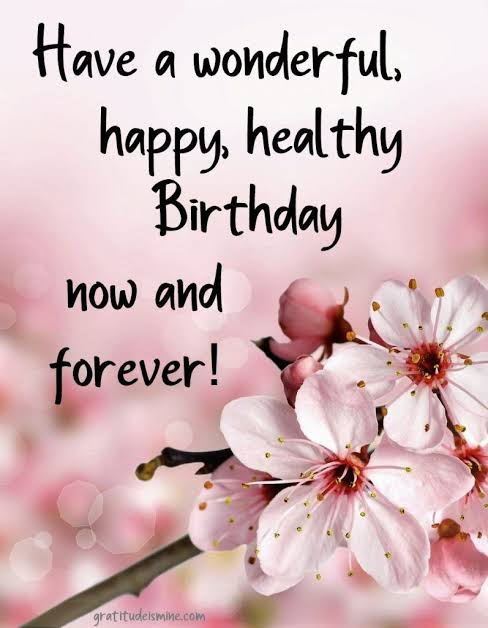 Have a wonderful,
happy, healthy
Birthday
now and
forever!
gratitudeismine.com